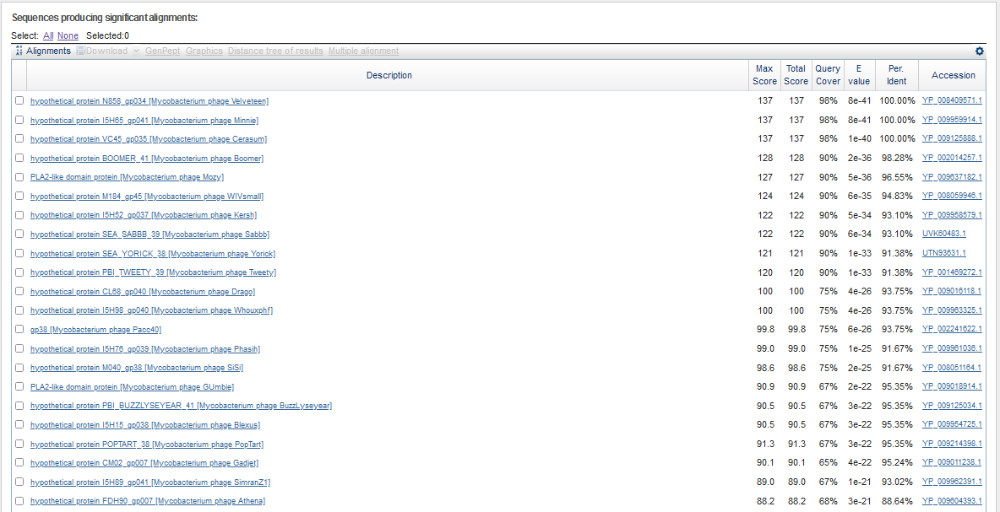 Sequences producing significant alignments:
Select: All None Selected:0
Alignments Download GenPept Graphics Distance tree of results Multiple alignment
Description Max Score Total Score Query Cover E value Per. Ident Accession
hypothetical protein N858_gp034 [Mycobacterium phage Velveteen] 137 137 98% 8e-41 100.00% YP_008409571.1
hypothetical protein I5H65_gp041 [Mycobacterium phage Minnie] 137 137 98% 8e-41 100.00% YP_009959914.1
hypothetical protein VC45_gp035 [Mycobacterium phage Cerasum] 137 137 98% 1e-40 100.00% YP_009125888.1
hypothetical protein BOOMER_41 [Mycobacterium phage Boomer] 128 128 90% 2e-36 98.28% YP_002014257.1
PLA2-like domain protein [Mycobacterium phage Mozy] 127 127 90% 5e-36 96.55% YP_009637182.1
hypothetical protein M184_gp45 [Mycobacterium phage WIVsmall] 124 124 90% 6e-35 94.83% YP_008059946.1
hypothetical protein I5H52_gp037 [Mycobacterium phage Kersh] 122 122 90% 5e-34 93.10% YP_009958579.1
hypothetical protein SEA_SABBB_39 [Mycobacterium phage Sabbb] 122 122 90% 6e-34 93.10% UVK60483.1
hypothetical protein SEA_YORICK_38 [Mycobacterium phage Yorick] 121 121 90% 1e-33 91.38% UTN93631.1
hypothetical protein PBI_TWEETY_39 [Mycobacterium phage Tweety] 120 120 90% 1e-33 91.38% YP_001469272.1
hypothetical protein CL68_gp040 [Mycobacterium phage Drago] 100 100 75% 4e-26 93.75% YP_009016118.1
hypothetical protein I5H98_gp040 [Mycobacterium phage Whouxphf] 100 100 75% 4e-26 93.75% YP_009963325.1
gp38 [Mycobacterium phage Pacc40] 99.8 99.8 75% 6e-26 93.75% YP_002241622.1
hypothetical protein I5H76_gp039 [Mycobacterium phage Phasih] 99.0 99.0 75% 1e-25 91.67% YP_009961036.1
hypothetical protein M040_gp38 [Mycobacterium phage SiSi] 98.6 98.6 75% 2e-25 91.67% YP_008051164.1
PLA2-like domain protein [Mycobacterium phage GUmbie] 90.9 90.9 67% 2e-22 95.35% YP_009018914.1
hypothetical protein PBI_BUZZLYSEYEAR_41 [Mycobacterium phage BuzzLyseyear] 90.5 90.5 67% 3e-22 95.35% YP_009125034.1
hypothetical protein I5H15_gp038 [Mycobacterium phage Blexus] 90.5 90.5 67% 3e-22 95.35% YP_009954725.1
hypothetical protein POPTART_38 [Mycobacterium phage PopTart] 91.3 91.3 67% 3e-22 95.35% YP_009214398.1
hypothetical protein CM02_gp007 [Mycobacterium phage Gadjet] 90.1 90.1 65% 4e-22 95.24% YP_009011238.1
hypothetical protein I5H89_gp041 [Mycobacterium phage SimranZ1] 89.0 89.0 67% 1e-21 93.02% YP_009962391.1
hypothetical protein FDH90_gp007 [Mycobacterium phage Athena] 88.2 88.2 68% 3e-21 88.64% YP_009604393.1